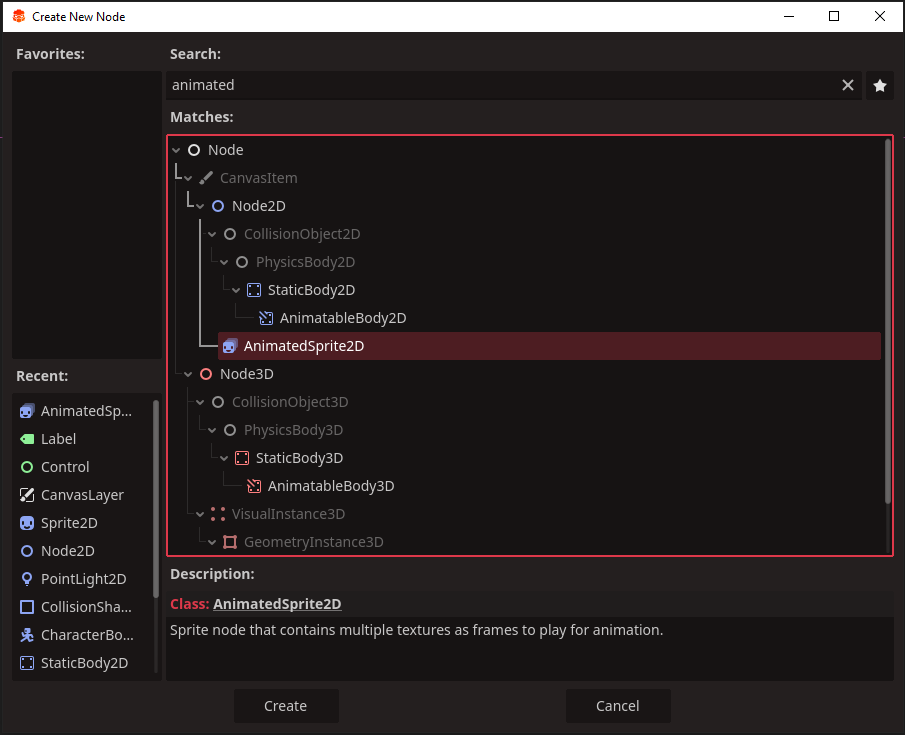 Create New Node
Favorites:
Search:
animated
Matches:
Node
CanvasItem
Node2D
CollisionObject2D
PhysicsBody2D
StaticBody2D
AnimatableBody2D
AnimatedSprite2D
Node3D
CollisionObject3D
PhysicsBody3D
StaticBody3D
AnimatableBody3D
VisualInstance3D
GeometryInstance3D
Recent:
AnimatedSp...
Label
Control
CanvasLayer
Sprite2D
Node2D
PointLight2D
CollisionSha...
CharacterBo...
StaticBody2D
Description:
Class: AnimatedSprite2D
Sprite node that contains multiple textures as frames to play for animation.
Create
Cancel